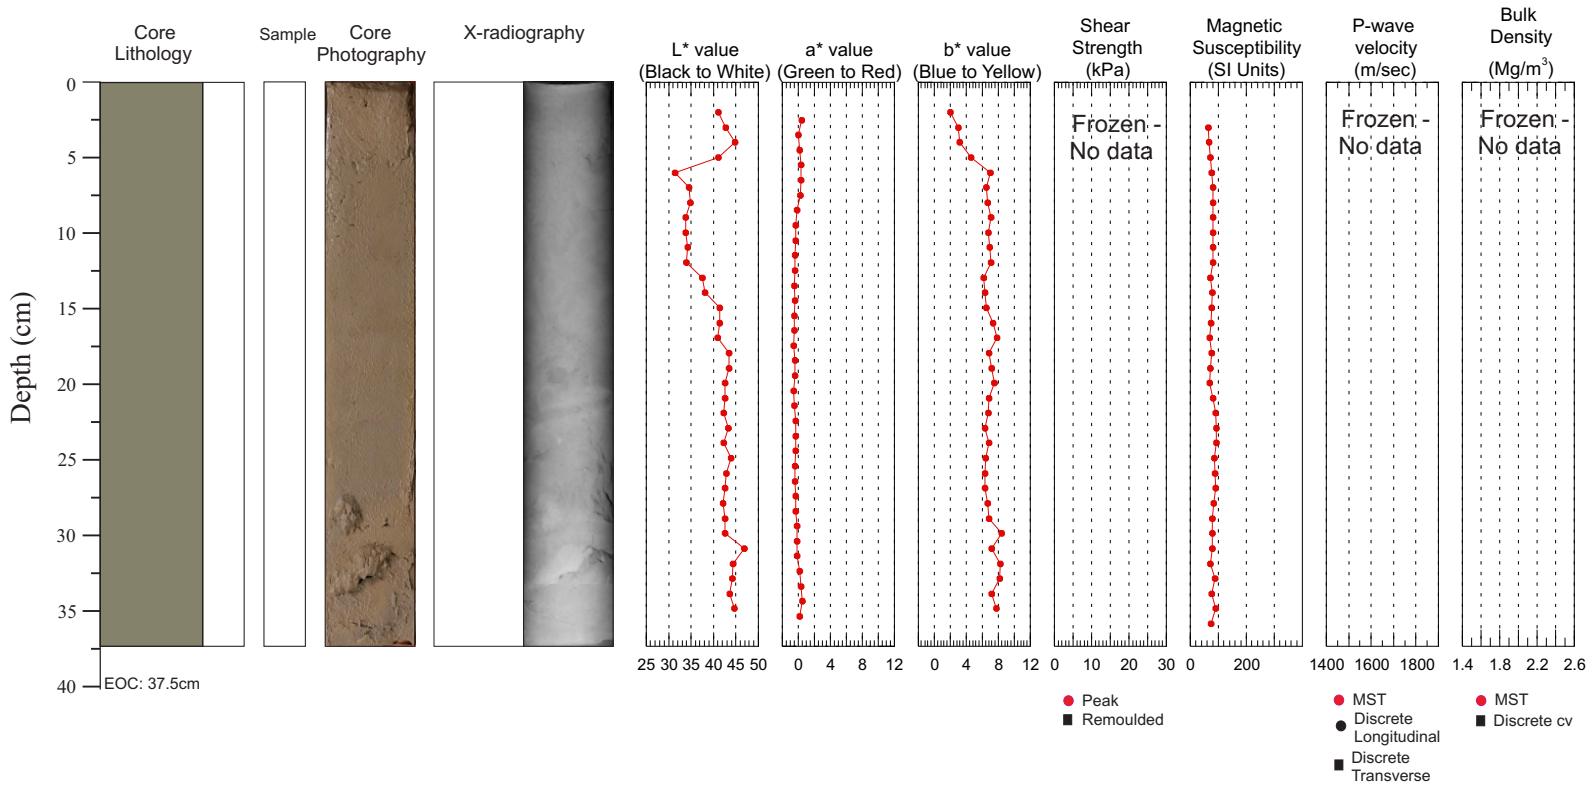 Core
Lithology
Sample
Core
Photography
X-radiography
L* value
(Black to White)
a* value
(Green to Red)
b* value
(Blue to Yellow)
Shear
Strength
(kPa)
Magnetic
Susceptibility
(SI Units)
P-wave
velocity
(m/sec)
Bulk
Density
(Mg/m³)
Depth (cm)
0
5
10
15
20
25
30
35
40
EOC: 37.5cm
Frozen -
No data
Frozen -
No data
Frozen -
No data
25 30 35 40 45 50
0 4 8 12
0 4 8 12
0 10 20 30
0 200
1400 1600 1800
1.4 1.8 2.2 2.6
Peak
Remoulded
MST
Discrete
Longitudinal
Discrete
Transverse
MST
Discrete cv